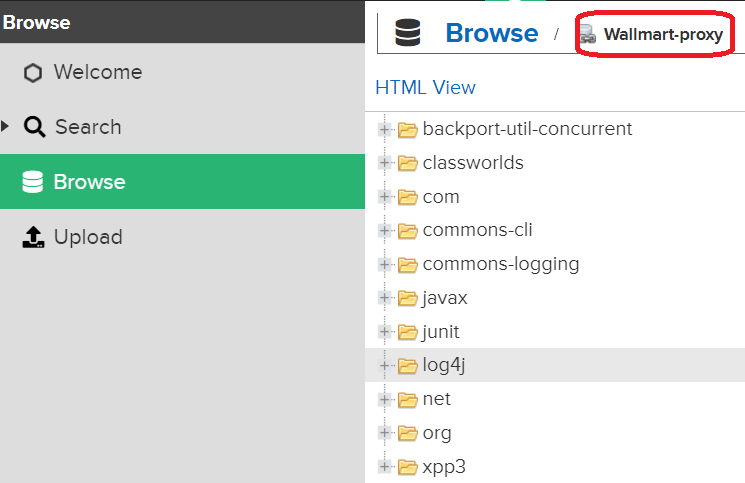 Browse
Welcome
Search
Browse
Upload
Browse / Wallmart-proxy
HTML View
backport-util-concurrent
classworlds
com
commons-cli
commons-logging
javax
junit
log4j
net
org
xpp3